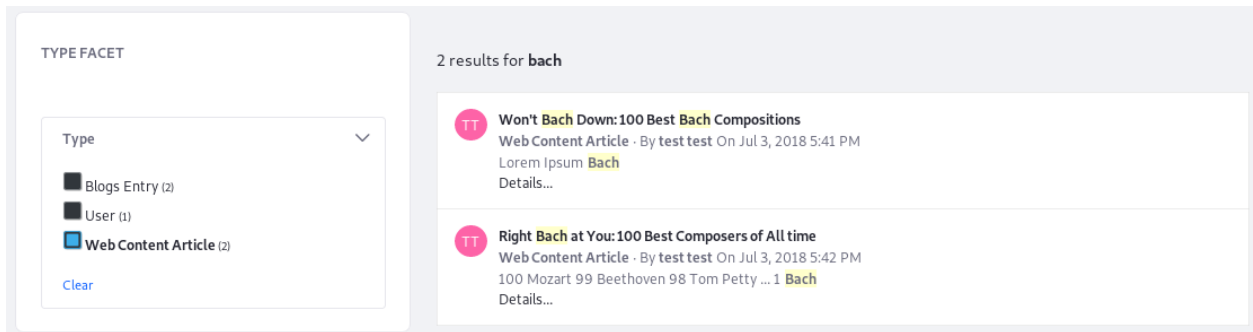 TYPE FACET
Type
Blogs Entry (2)
User (1)
Web Content Article (2)
Clear
2 results for bach
TT
Won't Bach Down: 100 Best Bach Compositions
Web Content Article · By test test On Jul 3, 2018 5:41 PM
Lorem Ipsum Bach
Details...
TT
Right Bach at You: 100 Best Composers of All time
Web Content Article · By test test On Jul 3, 2018 5:42 PM
100 Mozart 99 Beethoven 98 Tom Petty ... 1 Bach
Details...